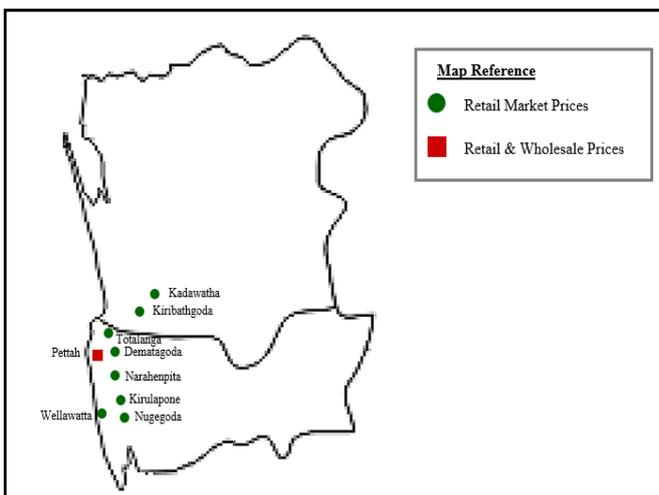 Map Reference
Retail Market Prices
Retail & Wholesale Prices
Kadawatha
Kiribathgoda
Totalanga
Pettah
Dematagoda
Narahenpita
Kirulapone
Wellawatta
Nugegoda